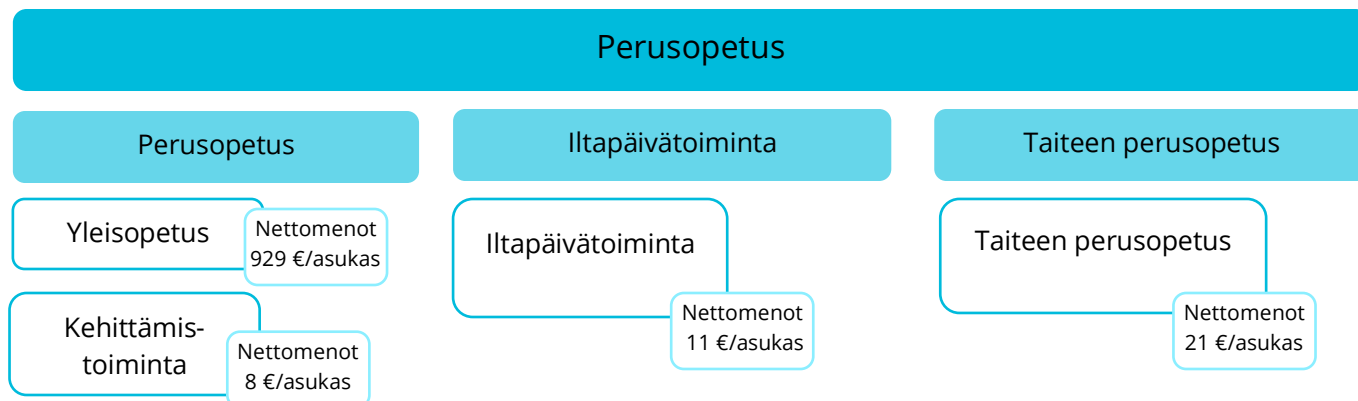 Perusopetus
Perusopetus
Iltapäivätoiminta
Taiteen perusopetus
Yleisopetus
Nettomenot
929 €/asukas
Kehittämis-
toiminta
Nettomenot
8 €/asukas
Iltapäivätoiminta
Nettomenot
11 €/asukas
Taiteen perusopetus
Nettomenot
21 €/asukas